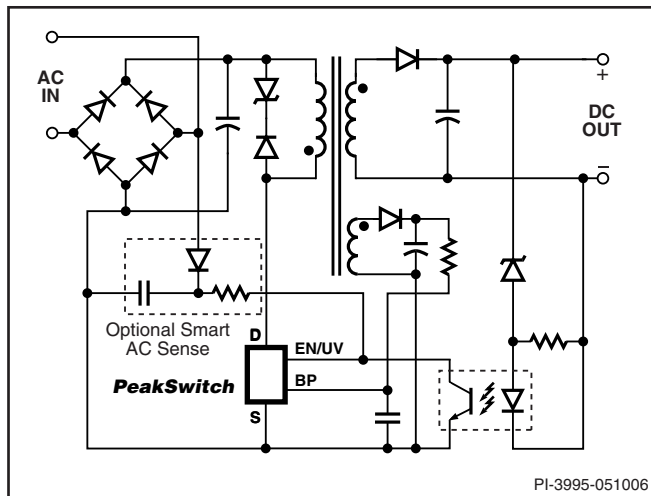 AC
IN
+
DC
OUT
–
Optional Smart
AC Sense
D
EN/UV
PeakSwitch
BP
S
PI-3995-051006